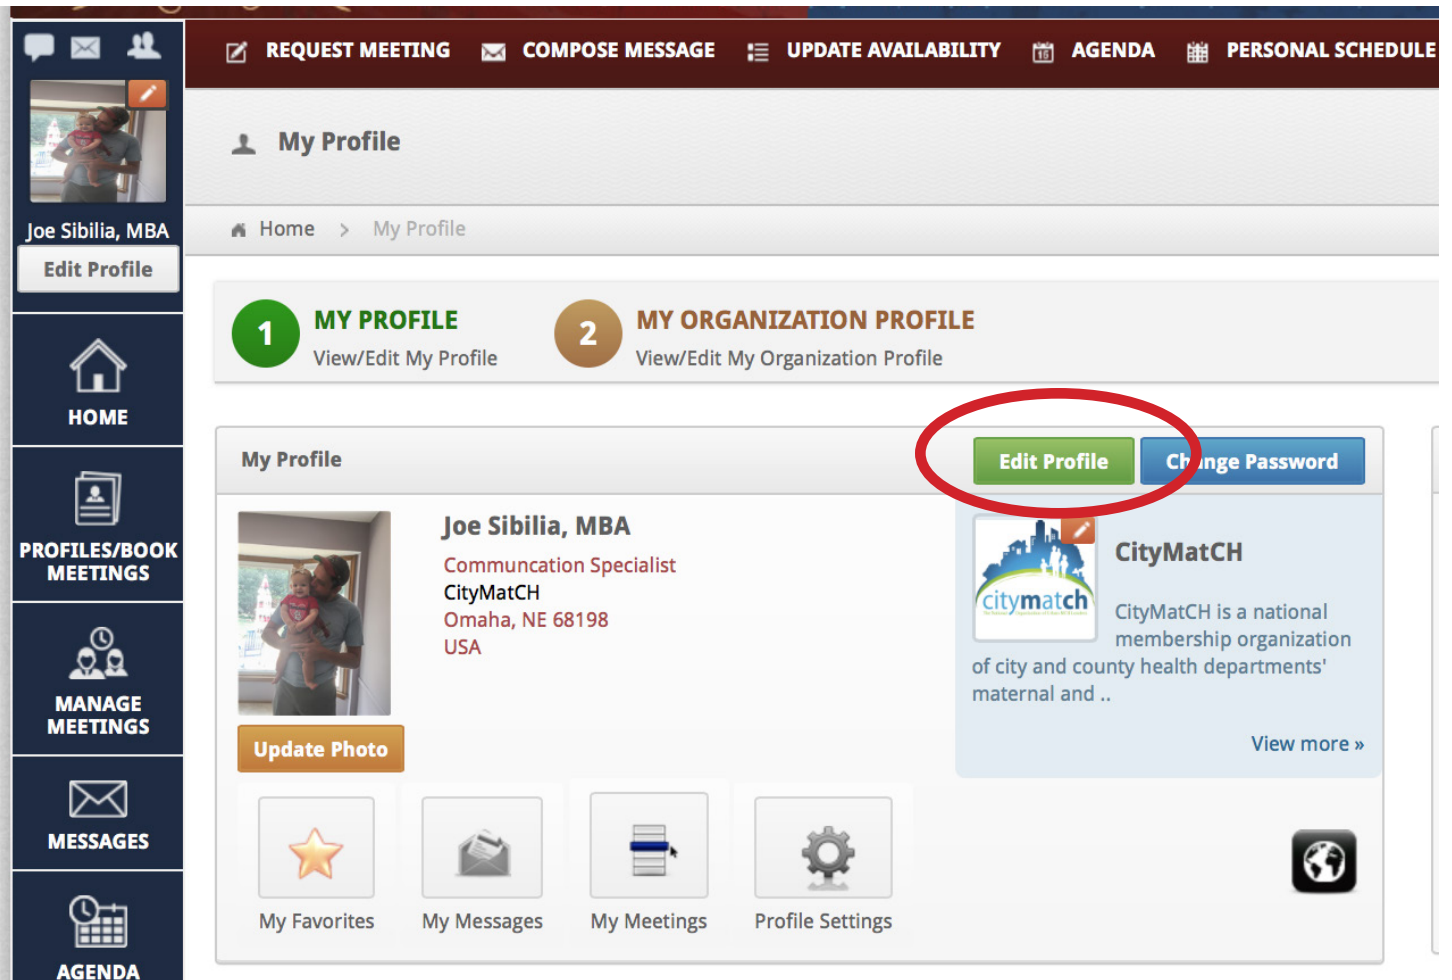 REQUEST MEETING
COMPOSE MESSAGE
UPDATE AVAILABILITY
AGENDA
PERSONAL SCHEDULE
My Profile
Joe Sibilia, MBA
Edit Profile
Home > My Profile
1
MY PROFILE
View/Edit My Profile
2
MY ORGANIZATION PROFILE
View/Edit My Organization Profile
HOME
PROFILES/BOOK
MEETINGS
MANAGE
MEETINGS
MESSAGES
AGENDA
My Profile
Edit Profile
Change Password
Joe Sibilia, MBA
Communcation Specialist
CityMatCH
Omaha, NE 68198
USA
Update Photo
citymatch
CityMatCH
CityMatCH is a national
membership organization
of city and county health departments'
maternal and ..
View more »
My Favorites
My Messages
My Meetings
Profile Settings